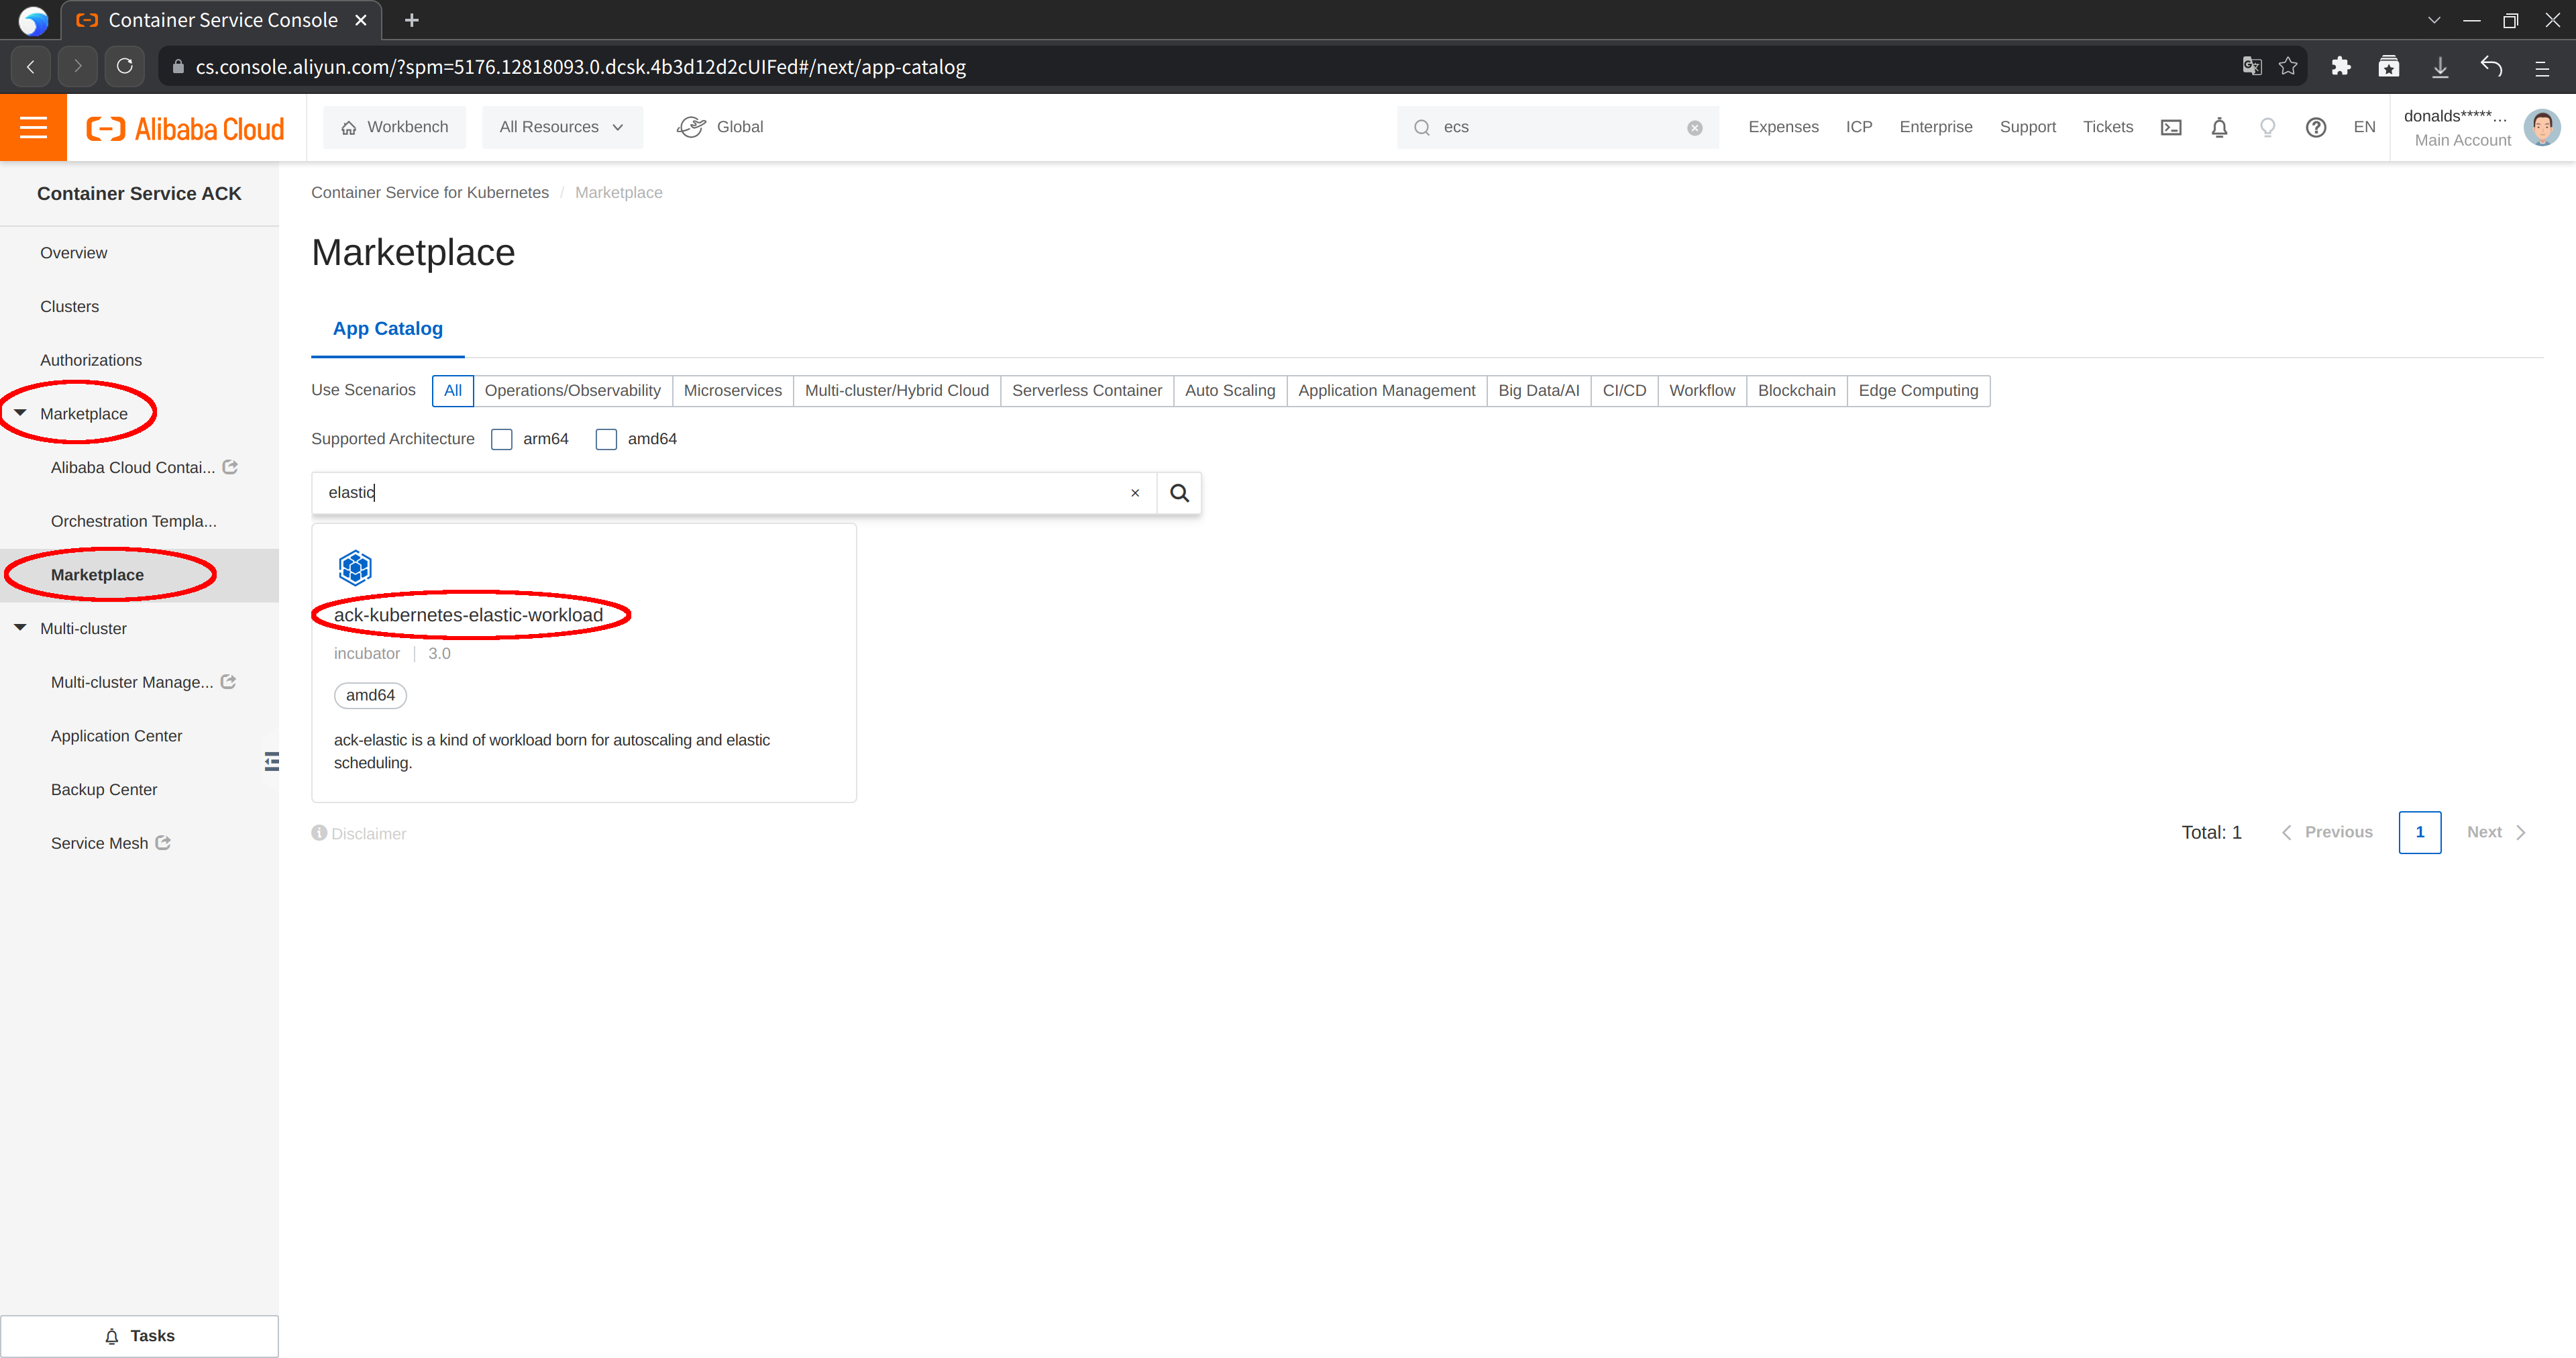 Container Service Console
cs.console.aliyun.com/?spm=5176.12818093.0.dcsk.4b3d12d2cUIFed#/next/app-catalog
Alibaba Cloud
Workbench
All Resources
Global
ecs
Expenses
ICP
Enterprise
Support
Tickets
EN
donalds*****...
Main Account
Container Service ACK
Overview
Clusters
Authorizations
Marketplace
Alibaba Cloud Contai...
Orchestration Templa...
Marketplace
Multi-cluster
Multi-cluster Manage...
Application Center
Backup Center
Service Mesh
Tasks
Container Service for Kubernetes / Marketplace
Marketplace
App Catalog
Use Scenarios All Operations/Observability Microservices Multi-cluster/Hybrid Cloud Serverless Container Auto Scaling Application Management Big Data/AI CI/CD Workflow Blockchain Edge Computing
Supported Architecture arm64 amd64
elastic
ack-kubernetes-elastic-workload
incubator | 3.0
amd64
ack-elastic is a kind of workload born for autoscaling and elastic
scheduling.
Disclaimer
Total: 1 Previous 1 Next